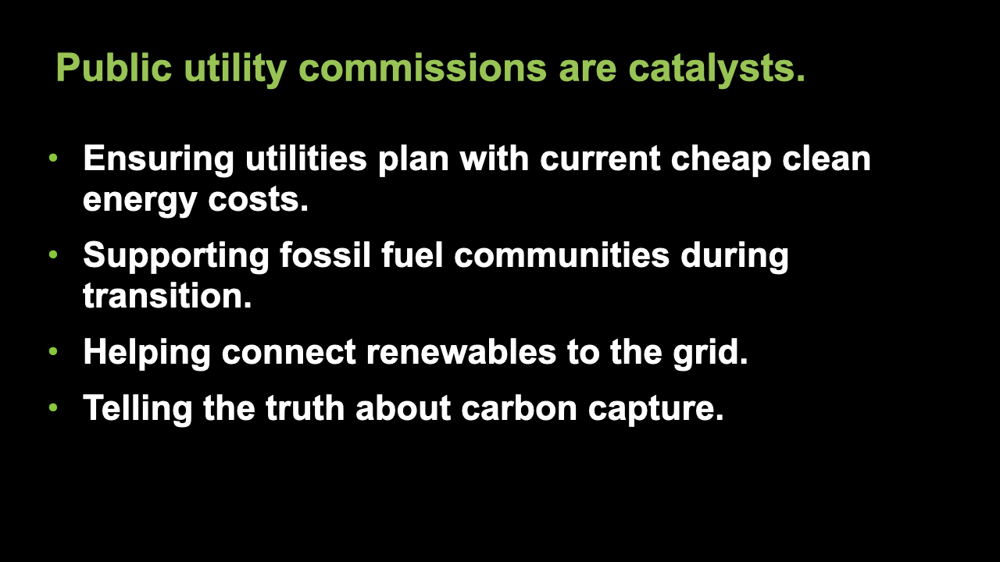 Public utility commissions are catalysts.
• Ensuring utilities plan with current cheap clean
energy costs.
• Supporting fossil fuel communities during
transition.
• Helping connect renewables to the grid.
• Telling the truth about carbon capture.